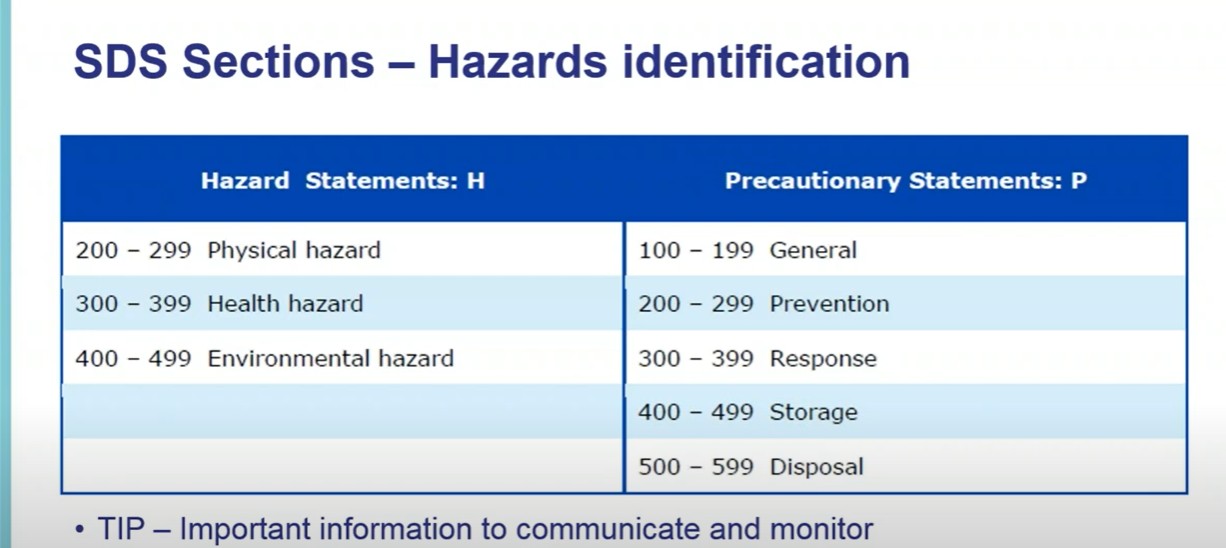 SDS Sections – Hazards identification
Hazard Statements: H Precautionary Statements: P
200 – 299 Physical hazard 100 – 199 General
300 – 399 Health hazard 200 – 299 Prevention
400 – 499 Environmental hazard 300 – 399 Response
400 – 499 Storage
500 – 599 Disposal
• TIP – Important information to communicate and monitor